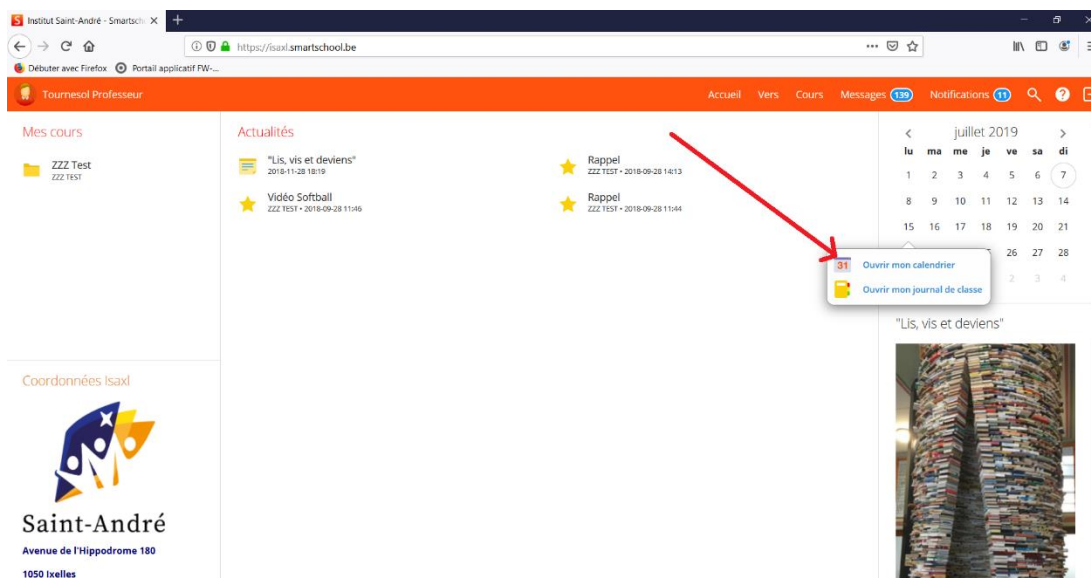 Institut Saint-André - Smartsch
https://isaxl.smartschool.be
Débuter avec Firefox Portail applicatif FW-...
Tournesol Professeur
Accueil Vers Cours Messages 139 Notifications 11
Mes cours
ZZZ Test
ZZZ TEST
Actualités
"Lis, vis et deviens"
2018-11-28 18:19
Rappel
ZZZ TEST • 2018-09-28 14:13
Vidéo Softball
ZZZ TEST • 2018-09-28 11:46
Rappel
ZZZ TEST • 2018-09-28 11:44
juillet 2019
lu ma me je ve sa di
1 2 3 4 5 6 7
8 9 10 11 12 13 14
15 16 17 18 19 20 21
26 27 28
2 3 4
31 Ouvrir mon calendrier
Ouvrir mon journal de classe
"Lis, vis et deviens"
Coordonnées Isaxl
Saint-André
Avenue de l'Hippodrome 180
1050 Ixelles